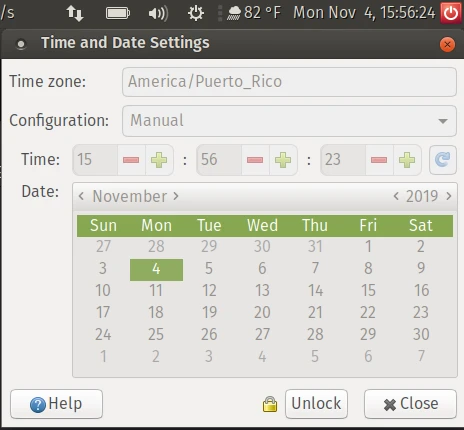 /s 82 °F Mon Nov 4, 15:56:24
Time and Date Settings
Time zone: America/Puerto_Rico
Configuration: Manual
Time: 15 : 56 : 23
Date: < November > < 2019 >
Sun Mon Tue Wed Thu Fri Sat
27 28 29 30 31 1 2
3 4 5 6 7 8 9
10 11 12 13 14 15 16
17 18 19 20 21 22 23
24 25 26 27 28 29 30
1 2 3 4 5 6 7
Help Unlock Close